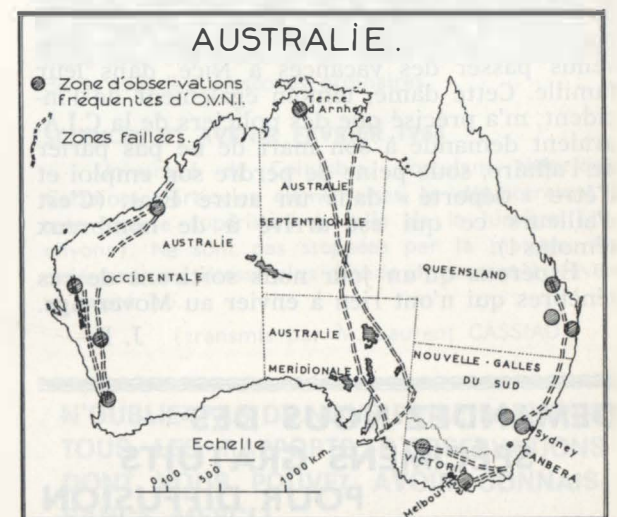 AUSTRALİE.
Zone d'observations
fréquentes d'O.V.N.I.
Zones faillées
Terre
d'Arnhem
AUSTRALIE
SEPTENTRIONALE
AUSTRALIE
OCCIDENTALE
QUEENSLAND
AUSTRALIE
MERIDIONALE
NOUVELLE-GALLES
DU SUD
Sydney
CANBERA
VICTORIA
Melbourne
Echelle
0 100 500 1000 km